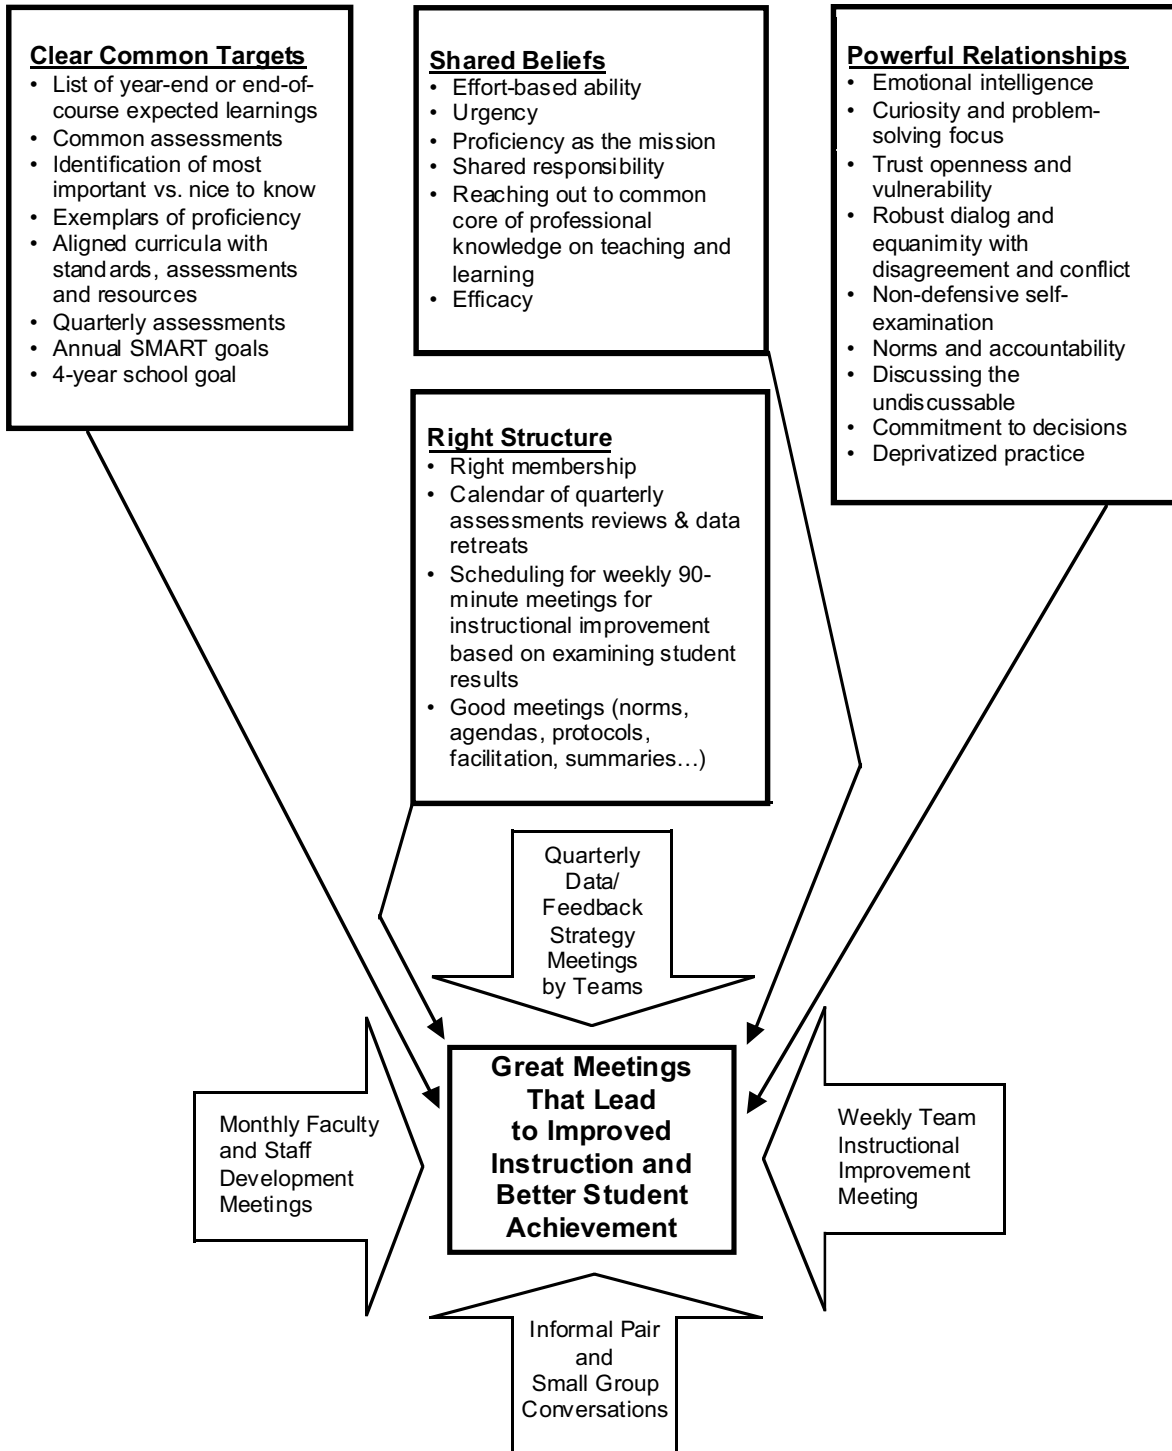 Clear Common Targets
• List of year-end or end-of-
course expected learnings
• Common assessments
• Identification of most
important vs. nice to know
• Exemplars of proficiency
• Aligned curricula with
standards, assessments
and resources
• Quarterly assessments
• Annual SMART goals
• 4-year school goal
Shared Beliefs
• Effort-based ability
• Urgency
• Proficiency as the mission
• Shared responsibility
• Reaching out to common
core of professional
knowledge on teaching and
learning
• Efficacy
Powerful Relationships
• Emotional intelligence
• Curiosity and problem-
solving focus
• Trust openness and
vulnerability
• Robust dialog and
equanimity with
disagreement and conflict
• Non-defensive self-
examination
• Norms and accountability
• Discussing the
undiscussable
• Commitment to decisions
• Deprivatized practice
Right Structure
• Right membership
• Calendar of quarterly
assessments reviews & data
retreats
• Scheduling for weekly 90-
minute meetings for
instructional improvement
based on examining student
results
• Good meetings (norms,
agendas, protocols,
facilitation, summaries…)
Quarterly
Data/
Feedback
Strategy
Meetings
by Teams
Monthly Faculty
and Staff
Development
Meetings
Great Meetings
That Lead
to Improved
Instruction and
Better Student
Achievement
Weekly Team
Instructional
Improvement
Meeting
Informal Pair
and
Small Group
Conversations